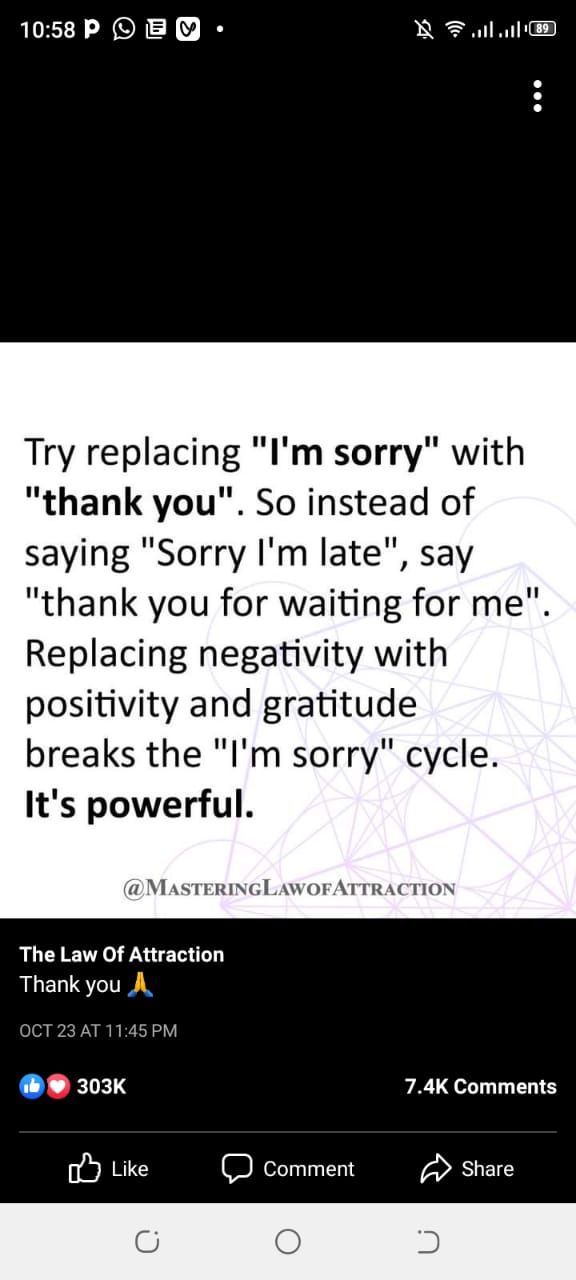 10:58
89
Try replacing "I'm sorry" with
"thank you". So instead of
saying "Sorry I'm late", say
"thank you for waiting for me".
Replacing negativity with
positivity and gratitude
breaks the "I'm sorry" cycle.
It's powerful.
@MASTERINGLAWOFATTRACTION
The Law Of Attraction
Thank you 🙏
OCT 23 AT 11:45 PM
303K 7.4K Comments
Like Comment Share